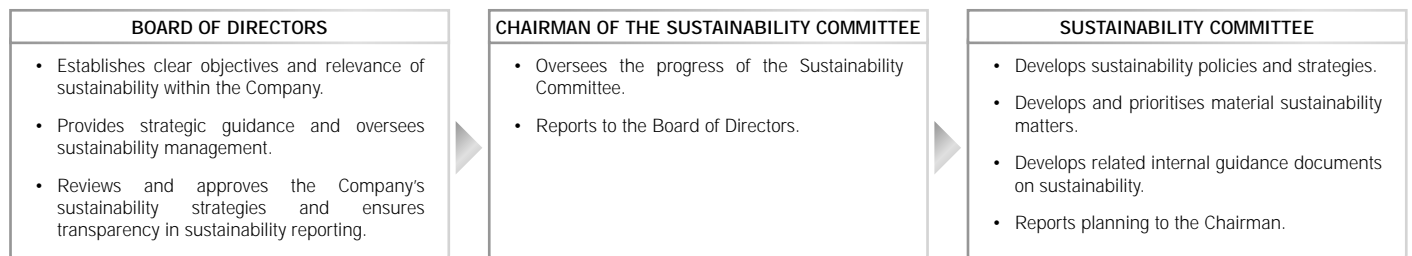 BOARD OF DIRECTORS
• Establishes clear objectives and relevance of
sustainability within the Company.
• Provides strategic guidance and oversees
sustainability management.
• Reviews and approves the Company's
sustainability strategies and ensures
transparency in sustainability reporting.
CHAIRMAN OF THE SUSTAINABILITY COMMITTEE
• Oversees the progress of the Sustainability
Committee.
• Reports to the Board of Directors.
SUSTAINABILITY COMMITTEE
• Develops sustainability policies and strategies.
• Develops and prioritises material sustainability
matters.
• Develops related internal guidance documents
on sustainability.
• Reports planning to the Chairman.